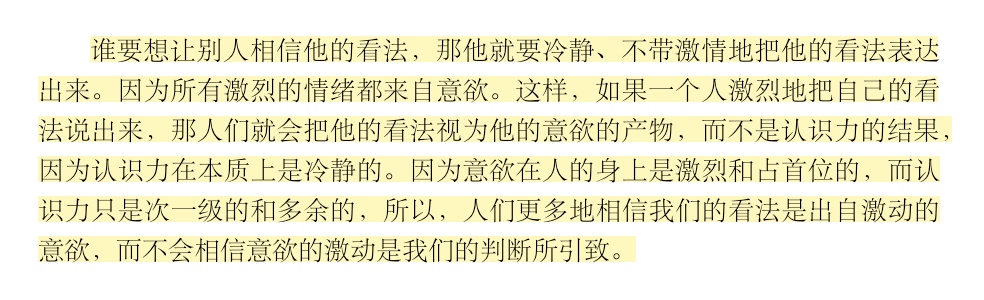 谁要想让别人相信他的看法，那他就要冷静、不带激情地把他的看法表达
出来。因为所有激烈的情绪都来自意欲。这样，如果一个人激烈地把自己的看
法说出来，那人们就会把他的看法视为他的意欲的产物，而不是认识力的结果，
因为认识力在本质上是冷静的。因为意欲在人的身上是激烈和占首位的，而认
识力只是次一级的和多余的，所以，人们更多地相信我们的看法是出自激动的
意欲，而不会相信意欲的激动是我们的判断所引致。